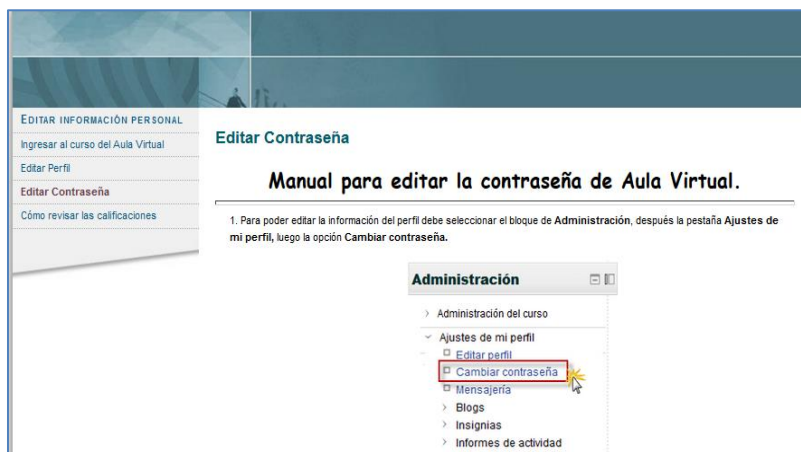 EDITAR INFORMACIÓN PERSONAL
Ingresar al curso del Aula Virtual
Editar Perfil
Editar Contraseña
Cómo revisar las calificaciones
Editar Contraseña
Manual para editar la contraseña de Aula Virtual.
1. Para poder editar la información del perfil debe seleccionar el bloque de Administración, después la pestaña Ajustes de
mi perfil, luego la opción Cambiar contraseña.
Administración
Administración del curso
Ajustes de mi perfil
Editar perfil
Cambiar contraseña
Mensajería
Blogs
Insignias
Informes de actividad